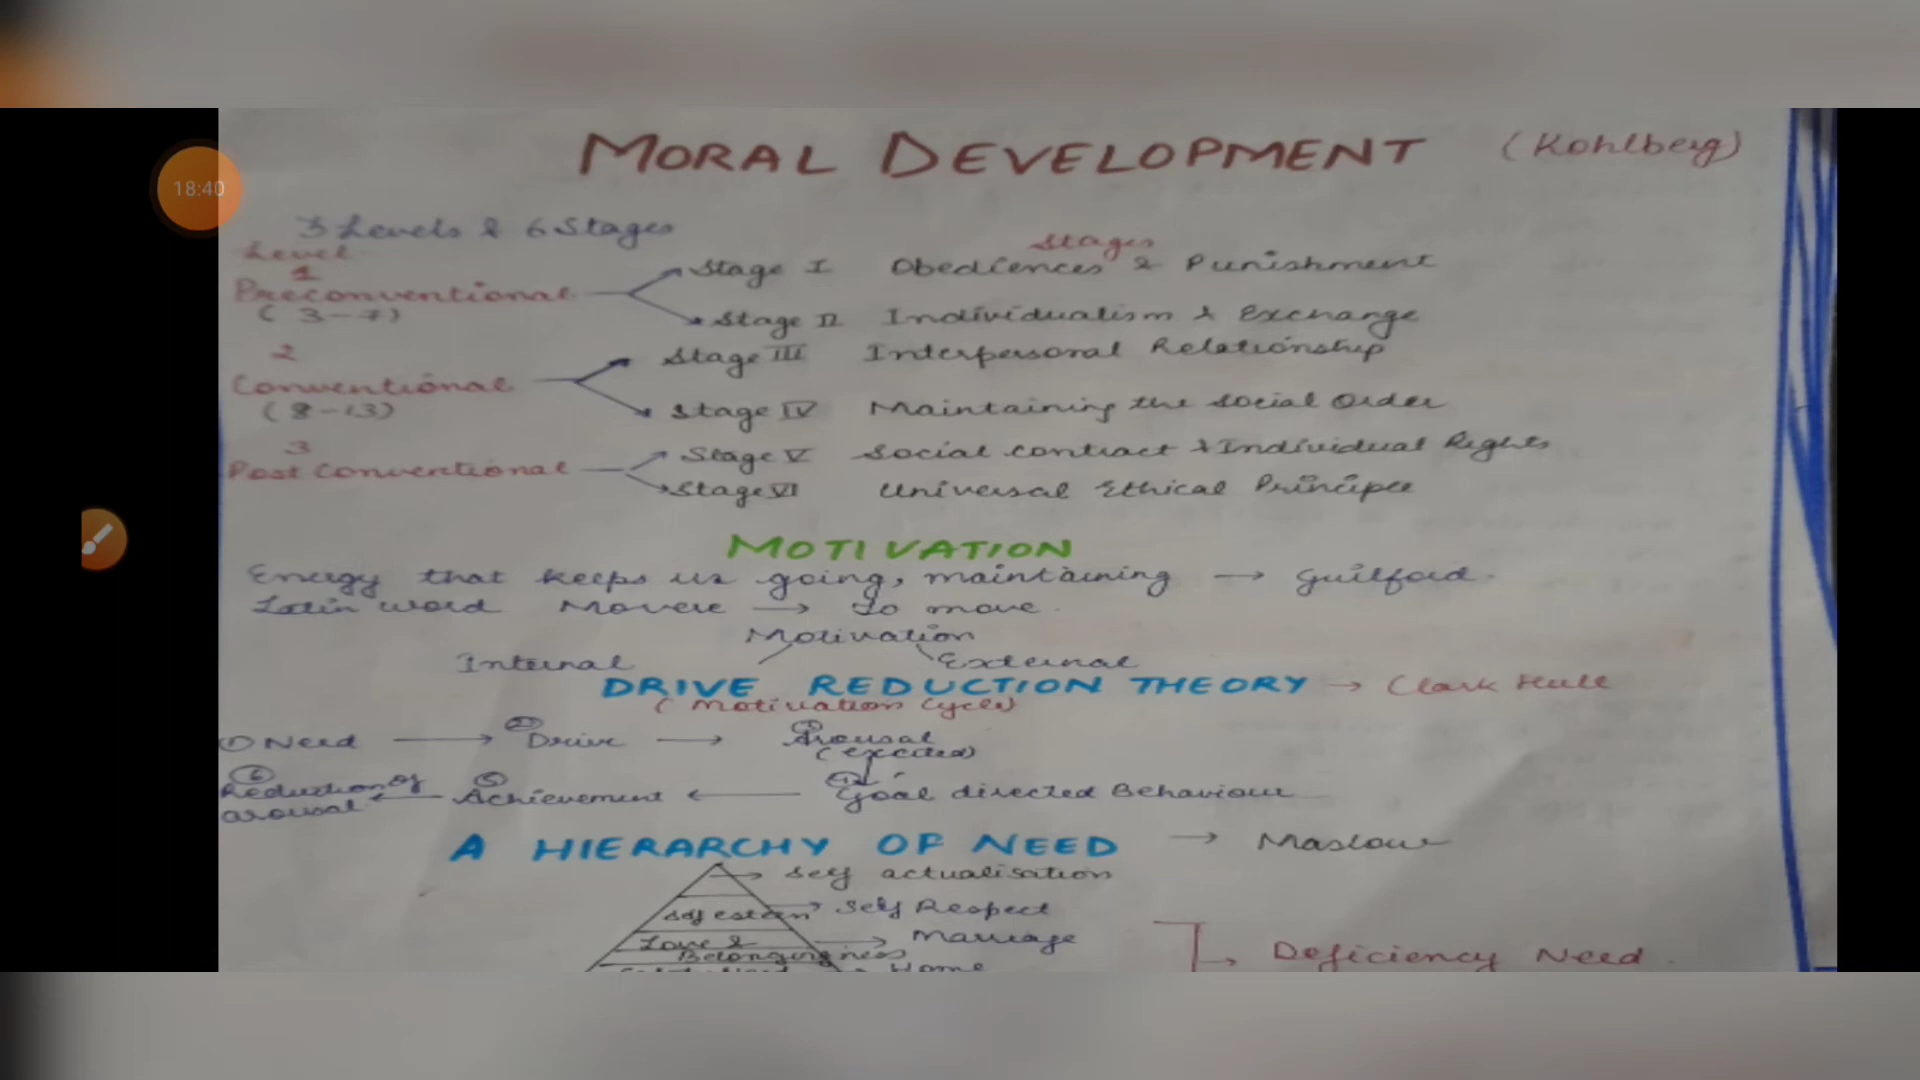 MORAL DEVELOPMENT (Kohlberg)
18:40
3 Levels & 6 Stages
Level
Stages
1
Preconventional
(3-7)
Stage I Obediences & Punishment
Stage II Individualism & Exchange
2
Conventional
(8-13)
Stage III Interpersonal Relationship
Stage IV Maintaining the Social Order
3
Post Conventional
Stage V Social contract & Individual Rights
Stage VI Universal Ethical Principle
MOTIVATION
Energy that keeps us going, maintaining → Guilford.
Latin word Movere → to move.
Motivation
Internal External
DRIVE REDUCTION THEORY → Clark Hull
(Motivation Cycle)
① Need → ② Drive → ③ Arousal
(excited)
⑥ Reduction of arousal ← ⑤ Achievement ← ④ Goal directed Behaviour
A HIERARCHY OF NEED → Maslow
→ Self actualisation
Self esteem → Self Respect
Love & Belongingness → Marriage
→ Home
→ Deficiency Need.